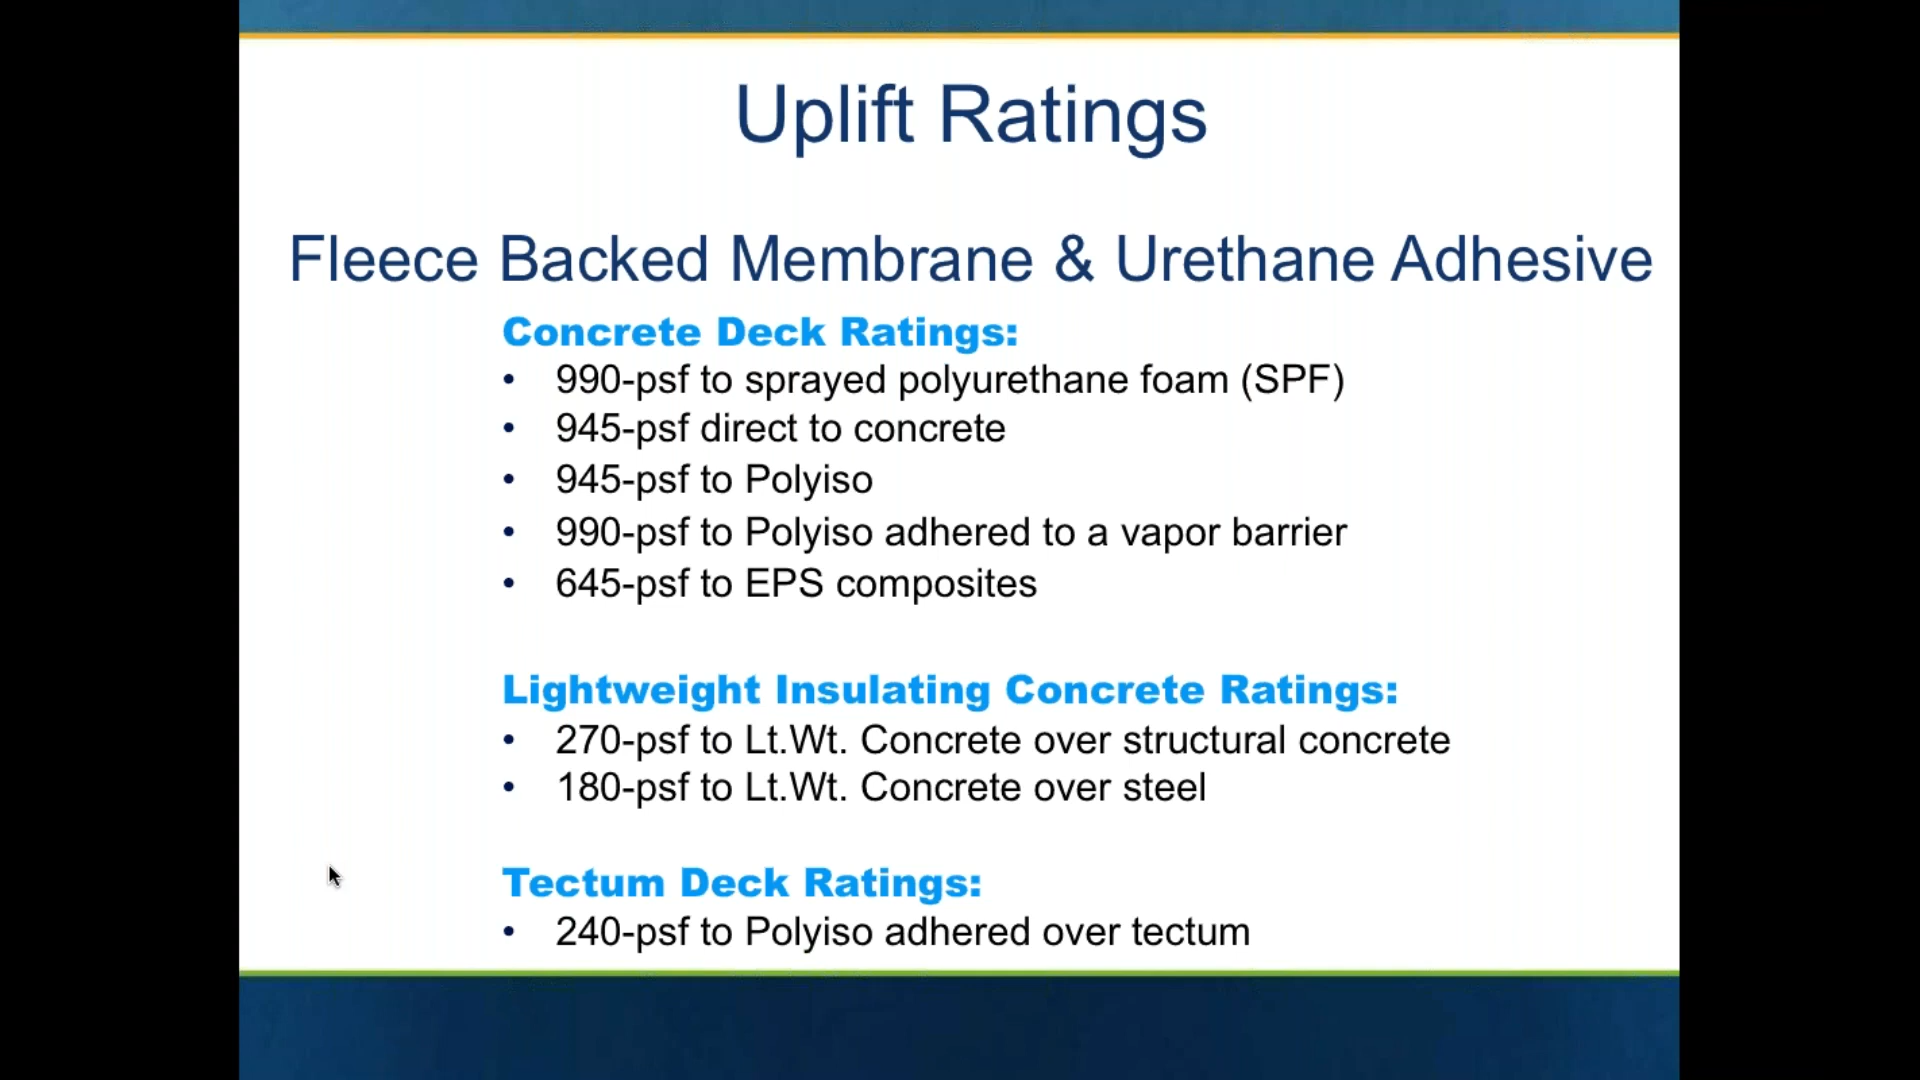 Uplift Ratings
Fleece Backed Membrane & Urethane Adhesive
Concrete Deck Ratings:
• 990-psf to sprayed polyurethane foam (SPF)
• 945-psf direct to concrete
• 945-psf to Polyiso
• 990-psf to Polyiso adhered to a vapor barrier
• 645-psf to EPS composites
Lightweight Insulating Concrete Ratings:
• 270-psf to Lt.Wt. Concrete over structural concrete
• 180-psf to Lt.Wt. Concrete over steel
Tectum Deck Ratings:
• 240-psf to Polyiso adhered over tectum